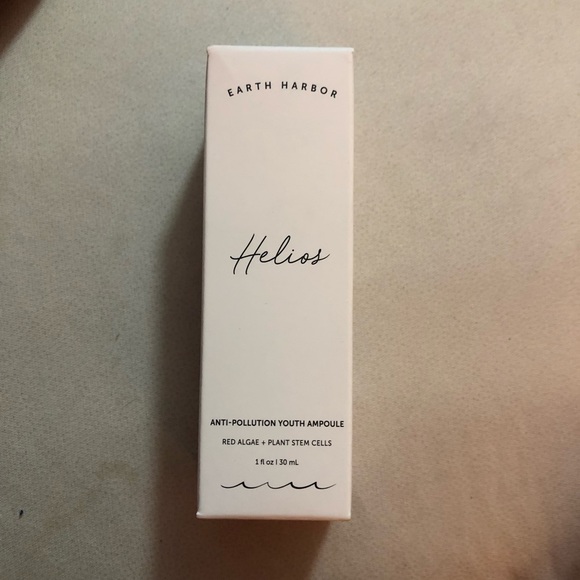 EARTH HARBOR
Helios
ANTI-POLLUTION YOUTH AMPOULE
RED ALGAE + PLANT STEM CELLS
1 fl oz | 30 mL